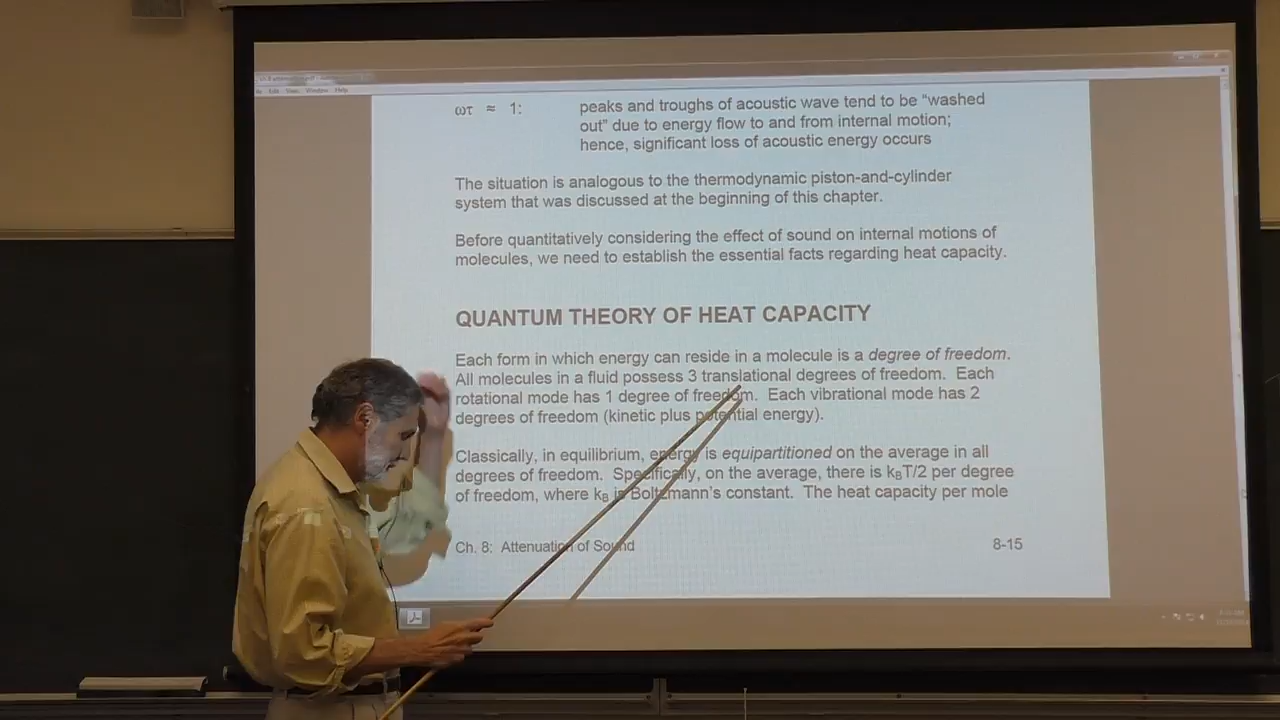 Window Help
ωτ ≈ 1: peaks and troughs of acoustic wave tend to be “washed
out” due to energy flow to and from internal motion;
hence, significant loss of acoustic energy occurs
The situation is analogous to the thermodynamic piston-and-cylinder
system that was discussed at the beginning of this chapter.
Before quantitatively considering the effect of sound on internal motions of
molecules, we need to establish the essential facts regarding heat capacity.
QUANTUM THEORY OF HEAT CAPACITY
Each form in which energy can reside in a molecule is a degree of freedom.
All molecules in a fluid possess 3 translational degrees of freedom. Each
rotational mode has 1 degree of freedom. Each vibrational mode has 2
degrees of freedom (kinetic plus potential energy).
Classically, in equilibrium, energy is equipartitioned on the average in all
degrees of freedom. Specifically, on the average, there is kBT/2 per degree
of freedom, where kB is Boltzmann’s constant. The heat capacity per mole
Ch. 8: Attenuation of Sound 8-15